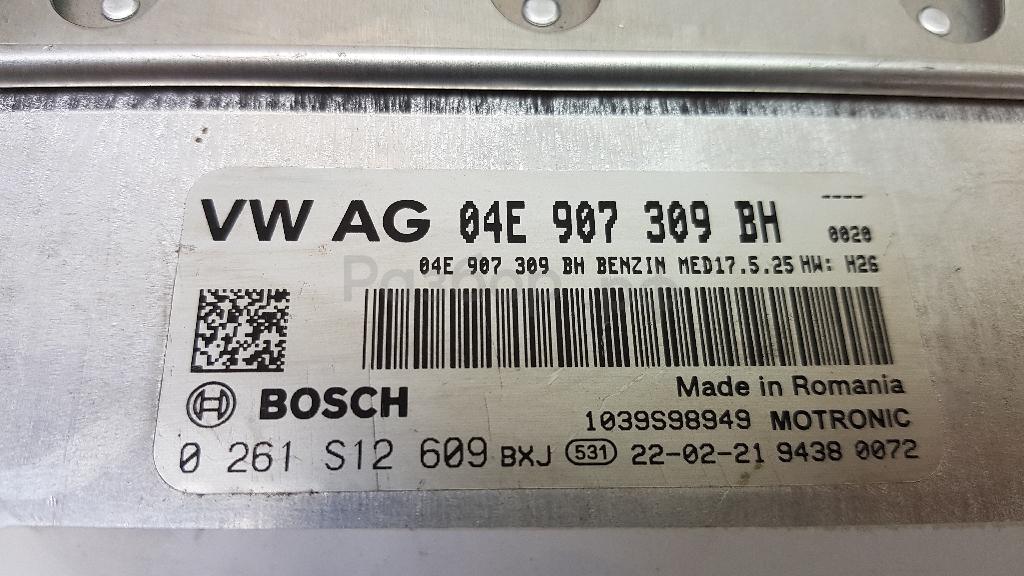 VW AG 04E 907 309 BH ---- 0020
04E 907 309 BH BENZIN MED17.5.25 HW: H26
BOSCH
Made in Romania
1039S98949 MOTRONIC
0 261 S12 609 BXJ 531 22-02-21 9438 0072